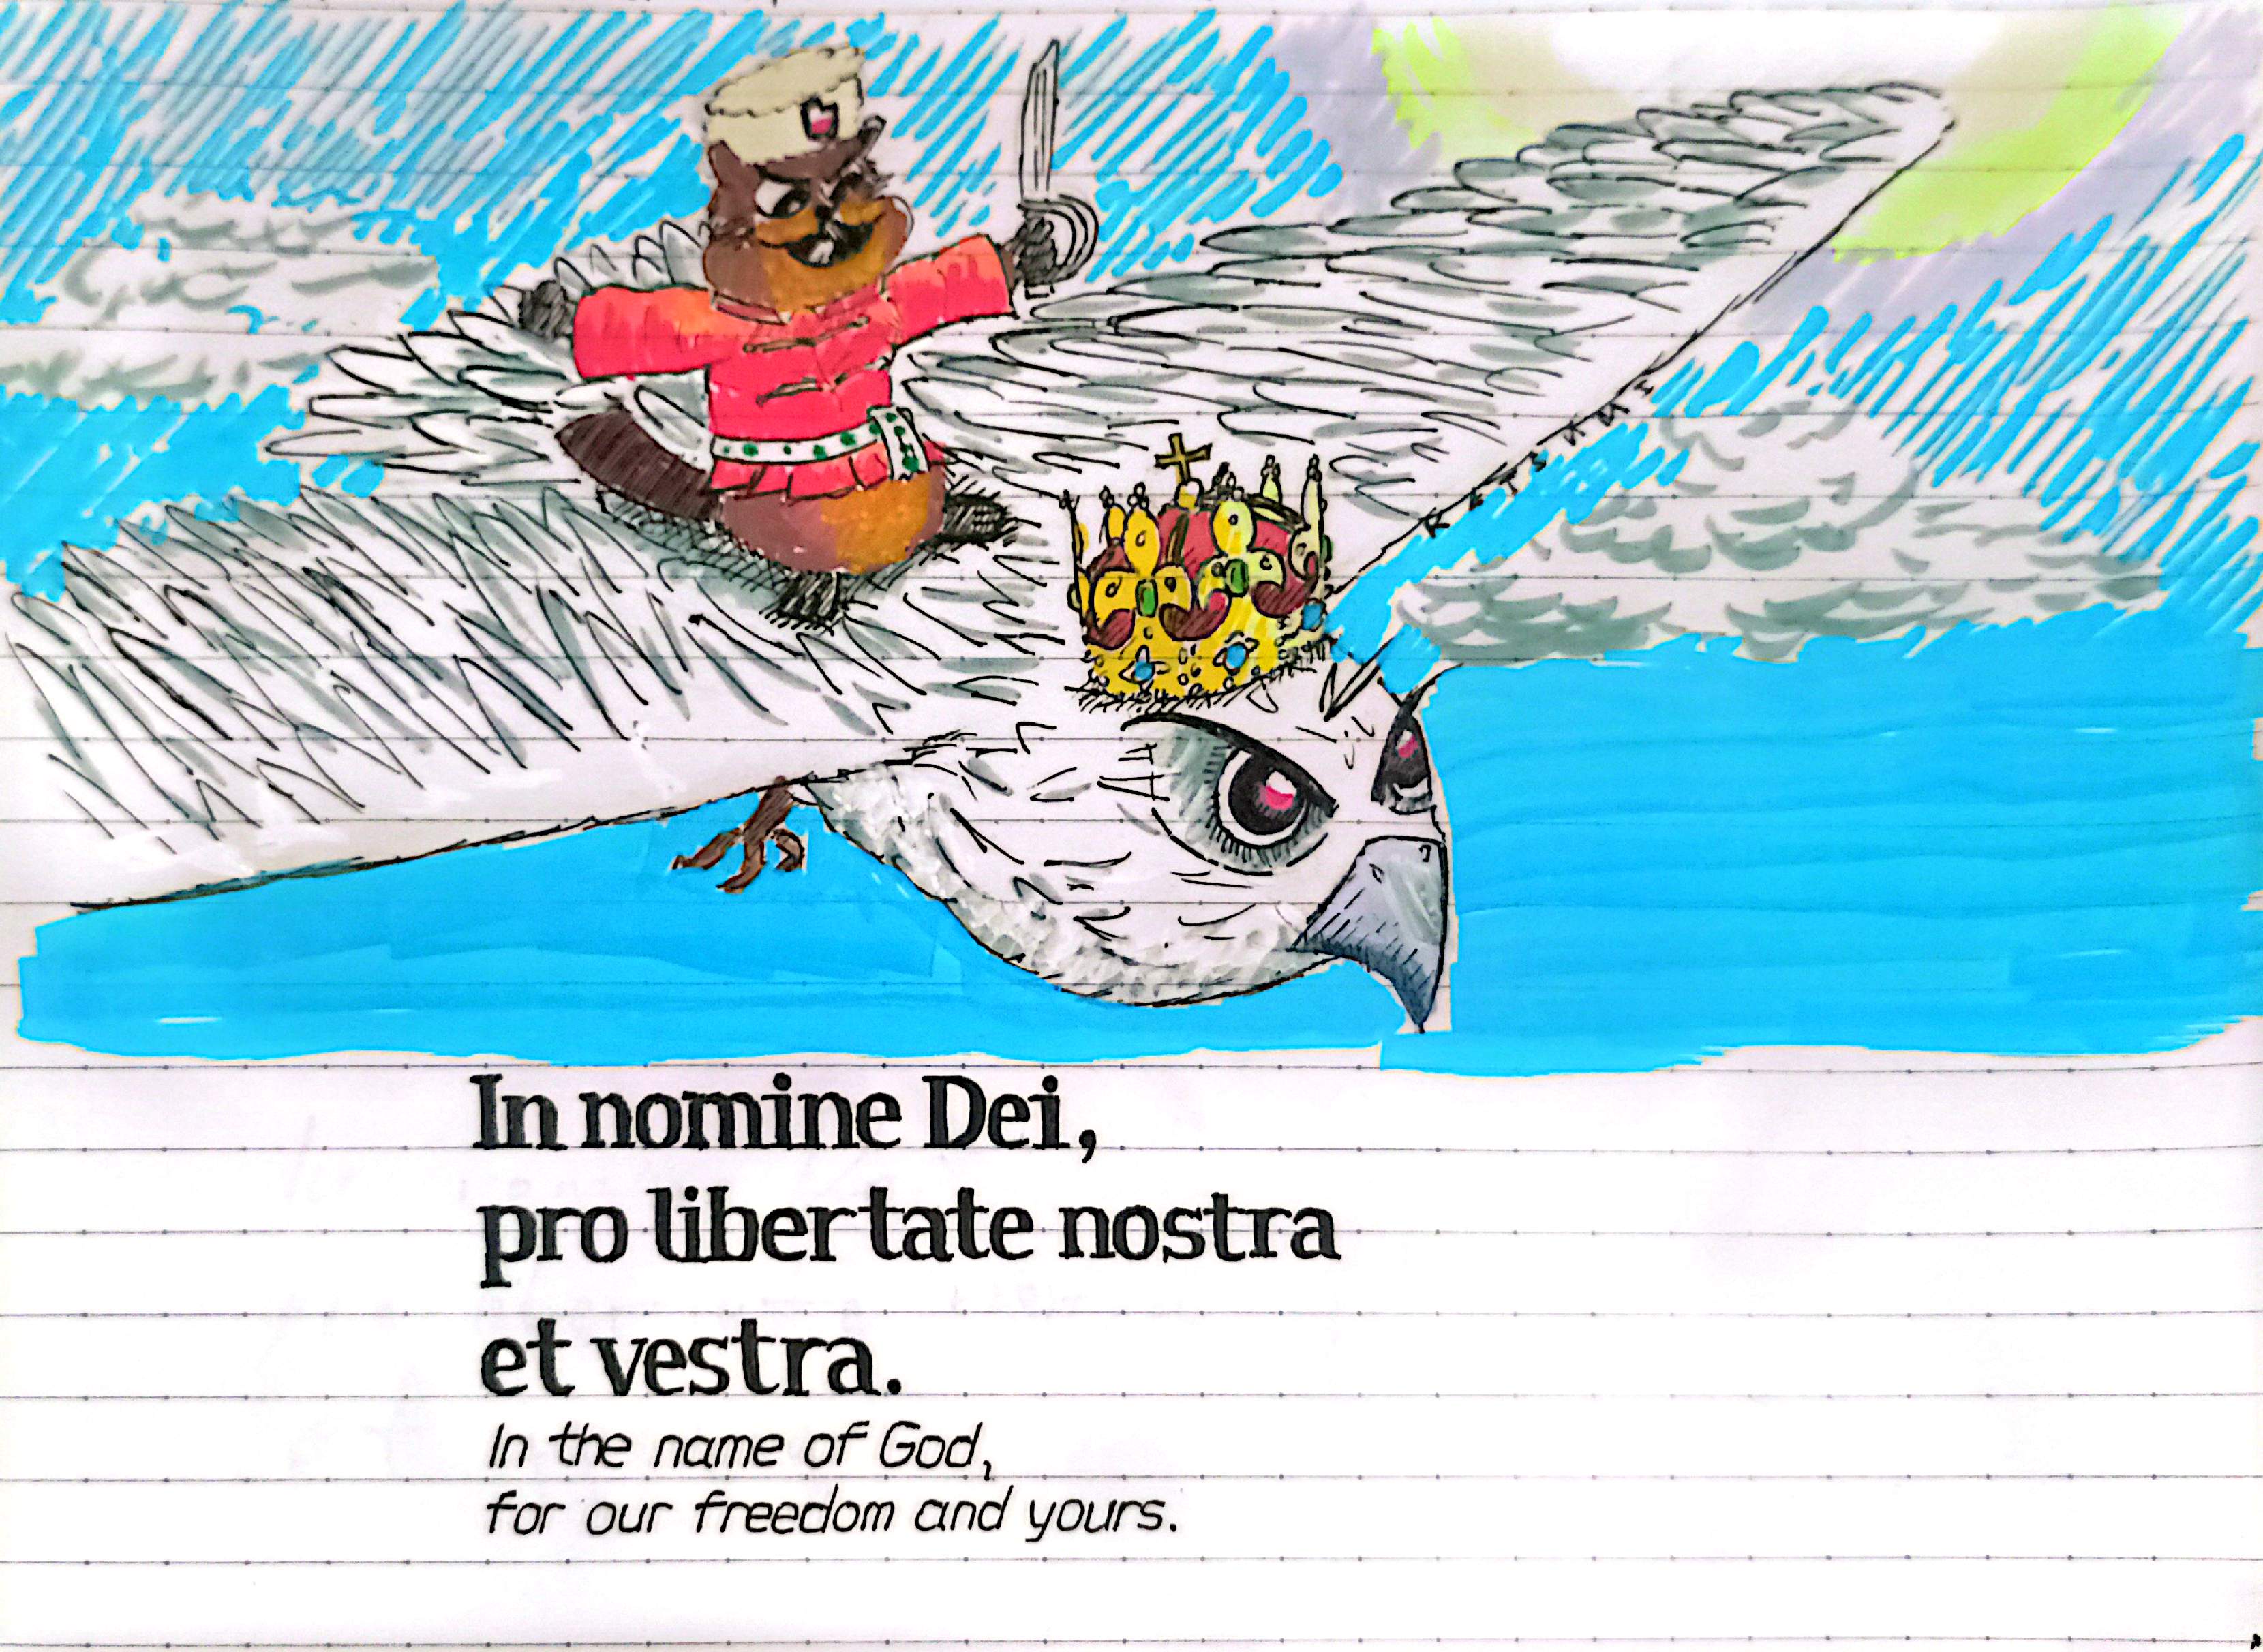 In nomine Dei,
pro libertate nostra
et vestra.
In the name of God,
for our freedom and yours.